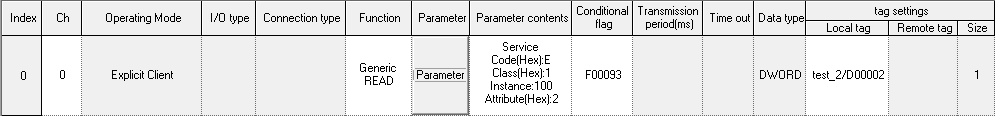 Index Ch Operating Mode I/O type Connection type Function Parameter Parameter contents Conditional flag Transmission period(ms) Time out Data type tag settings
Local tag Remote tag Size
0 0 Explicit Client Generic READ Parameter Service Code(Hex):E Class(Hex):1 Instance:100 Attribute(Hex):2 F00093 DWORD test_2/D00002 1